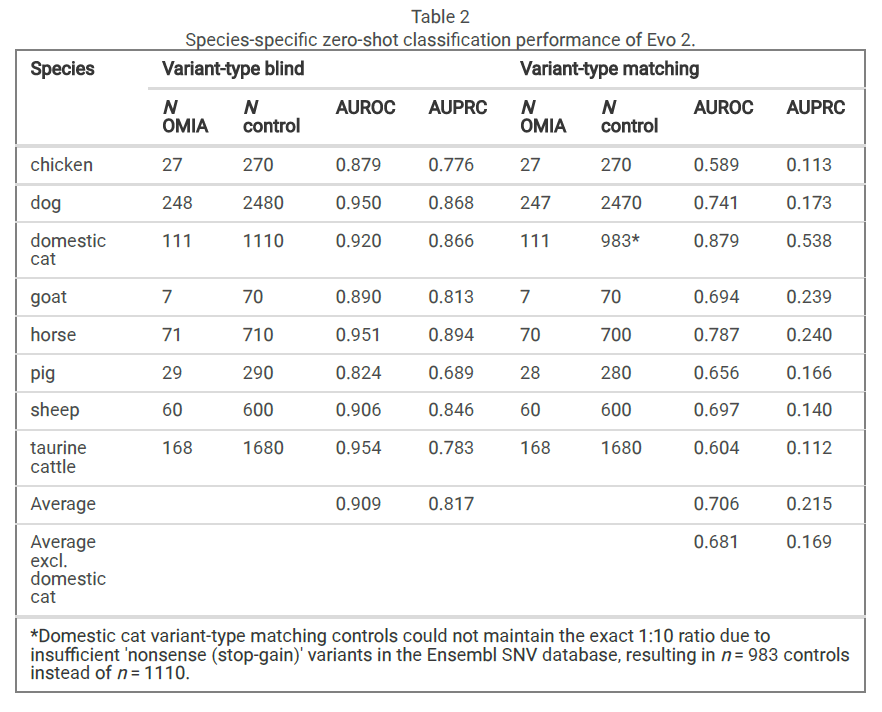 Table 2
Species-specific zero-shot classification performance of Evo 2.
Species Variant-type blind Variant-type matching
N OMIA N control AUROC AUPRC N OMIA N control AUROC AUPRC
chicken 27 270 0.879 0.776 27 270 0.589 0.113
dog 248 2480 0.950 0.868 247 2470 0.741 0.173
domestic cat 111 1110 0.920 0.866 111 983* 0.879 0.538
goat 7 70 0.890 0.813 7 70 0.694 0.239
horse 71 710 0.951 0.894 70 700 0.787 0.240
pig 29 290 0.824 0.689 28 280 0.656 0.166
sheep 60 600 0.906 0.846 60 600 0.697 0.140
taurine cattle 168 1680 0.954 0.783 168 1680 0.604 0.112
Average 0.909 0.817 0.706 0.215
Average excl. domestic cat 0.681 0.169
*Domestic cat variant-type matching controls could not maintain the exact 1:10 ratio due to
insufficient 'nonsense (stop-gain)' variants in the Ensembl SNV database, resulting in n = 983 controls
instead of n = 1110.